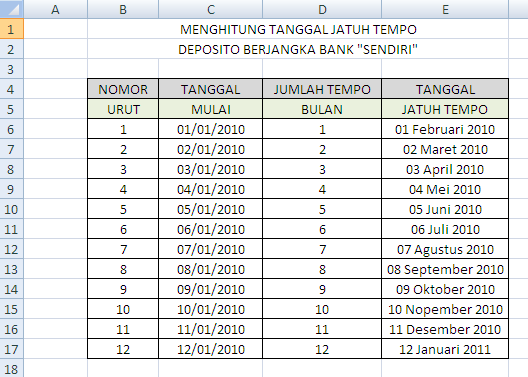 A B C D E
1 MENGHITUNG TANGGAL JATUH TEMPO
2 DEPOSITO BERJANGKA BANK "SENDIRI"
3
4 NOMOR TANGGAL JUMLAH TEMPO TANGGAL
5 URUT MULAI BULAN JATUH TEMPO
6 1 01/01/2010 1 01 Februari 2010
7 2 02/01/2010 2 02 Maret 2010
8 3 03/01/2010 3 03 April 2010
9 4 04/01/2010 4 04 Mei 2010
10 5 05/01/2010 5 05 Juni 2010
11 6 06/01/2010 6 06 Juli 2010
12 7 07/01/2010 7 07 Agustus 2010
13 8 08/01/2010 8 08 September 2010
14 9 09/01/2010 9 09 Oktober 2010
15 10 10/01/2010 10 10 Nopember 2010
16 11 11/01/2010 11 11 Desember 2010
17 12 12/01/2010 12 12 Januari 2011
18